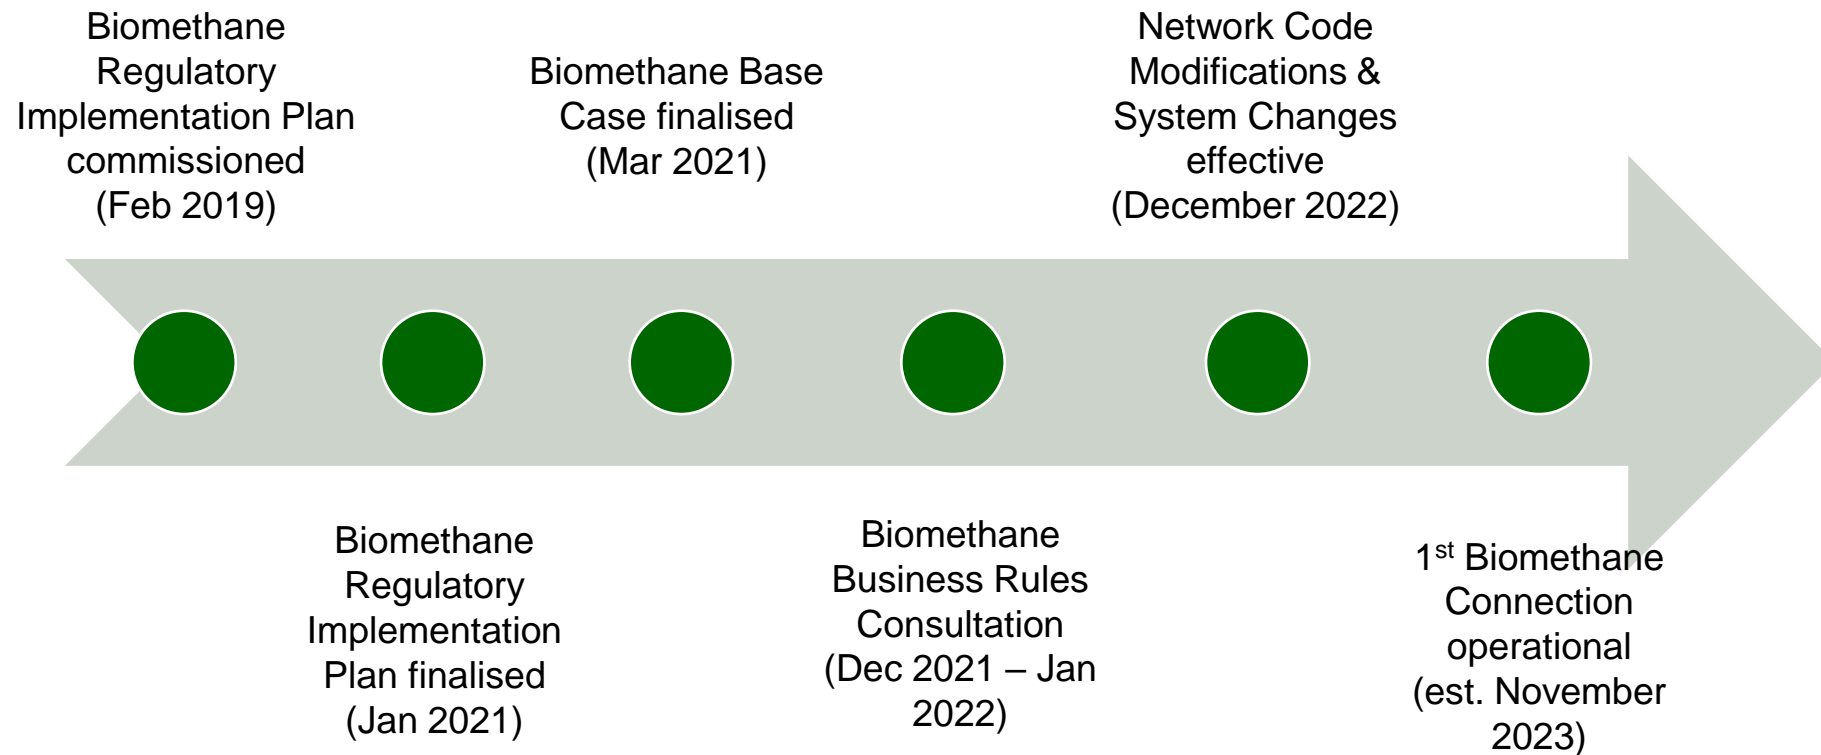 Biomethane
Regulatory
Implementation Plan
commissioned
(Feb 2019)
Biomethane Base
Case finalised
(Mar 2021)
Network Code
Modifications &
System Changes
effective
(December 2022)
Biomethane
Regulatory
Implementation
Plan finalised
(Jan 2021)
Biomethane
Business Rules
Consultation
(Dec 2021 – Jan
2022)
1st Biomethane
Connection
operational
(est. November
2023)